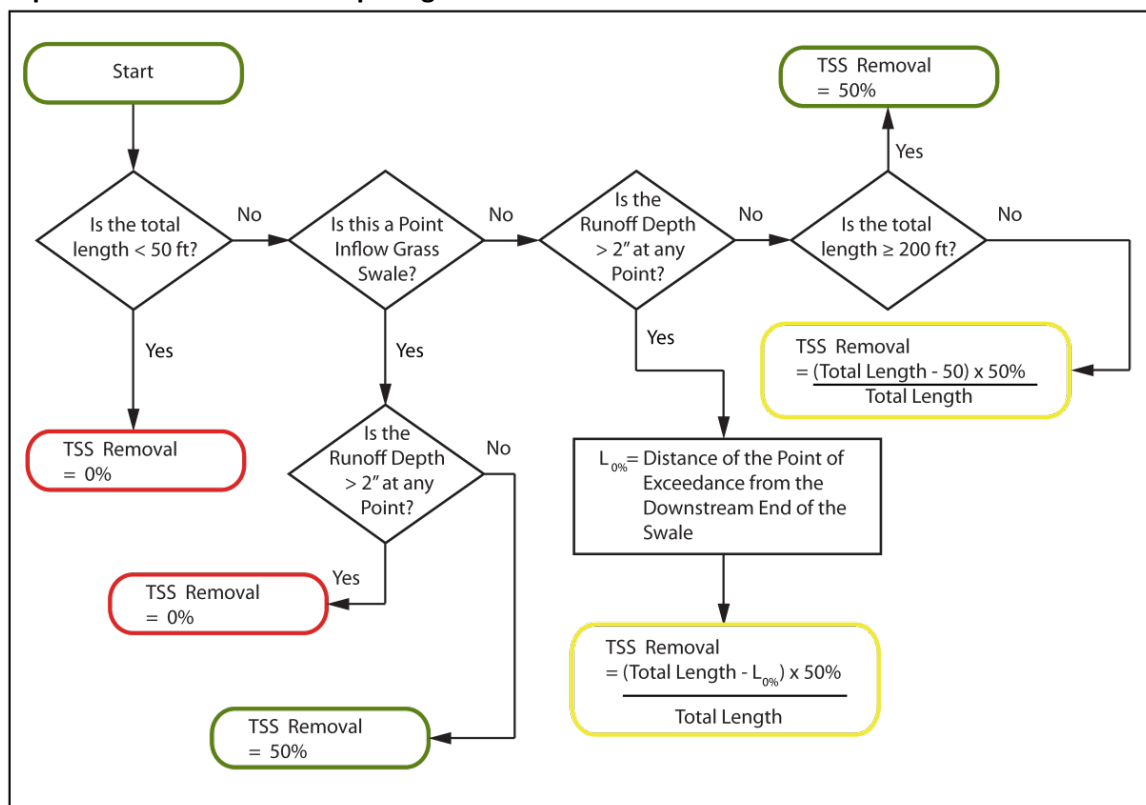 Start
Is the total
length < 50 ft?
No
Yes
TSS Removal
= 0%
Is this a Point
Inflow Grass
Swale?
No
Yes
Is the
Runoff Depth
> 2” at any
Point?
Yes
TSS Removal
= 0%
No
TSS Removal
= 50%
Is the
Runoff Depth
> 2” at any
Point?
No
Yes
L0%= Distance of the Point of
Exceedance from the
Downstream End of the
Swale
TSS Removal
= (Total Length - L0%) x 50%
Total Length
Is the total
length ≥ 200 ft?
Yes
TSS Removal
= 50%
No
TSS Removal
= (Total Length - 50) x 50%
Total Length